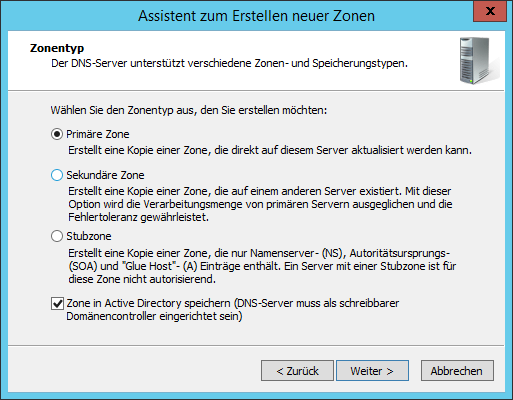 Assistent zum Erstellen neuer Zonen
x
Zonentyp
Der DNS-Server unterstützt verschiedene Zonen- und Speicherungstypen.
Wählen Sie den Zonentyp aus, den Sie erstellen möchten:
Primäre Zone
Erstellt eine Kopie einer Zone, die direkt auf diesem Server aktualisiert werden kann.
Sekundäre Zone
Erstellt eine Kopie einer Zone, die auf einem anderen Server existiert. Mit dieser
Option wird die Verarbeitungsmenge von primären Servern ausgeglichen und die
Fehlertoleranz gewährleistet.
Stubzone
Erstellt eine Kopie einer Zone, die nur Namenserver- (NS), Autoritätsursprungs-
(SOA) und "Glue Host"- (A) Einträge enthält. Ein Server mit einer Stubzone ist für
diese Zone nicht autorisierend.
Zone in Active Directory speichern (DNS-Server muss als schreibbarer
Domänencontroller eingerichtet sein)
< Zurück Weiter > Abbrechen